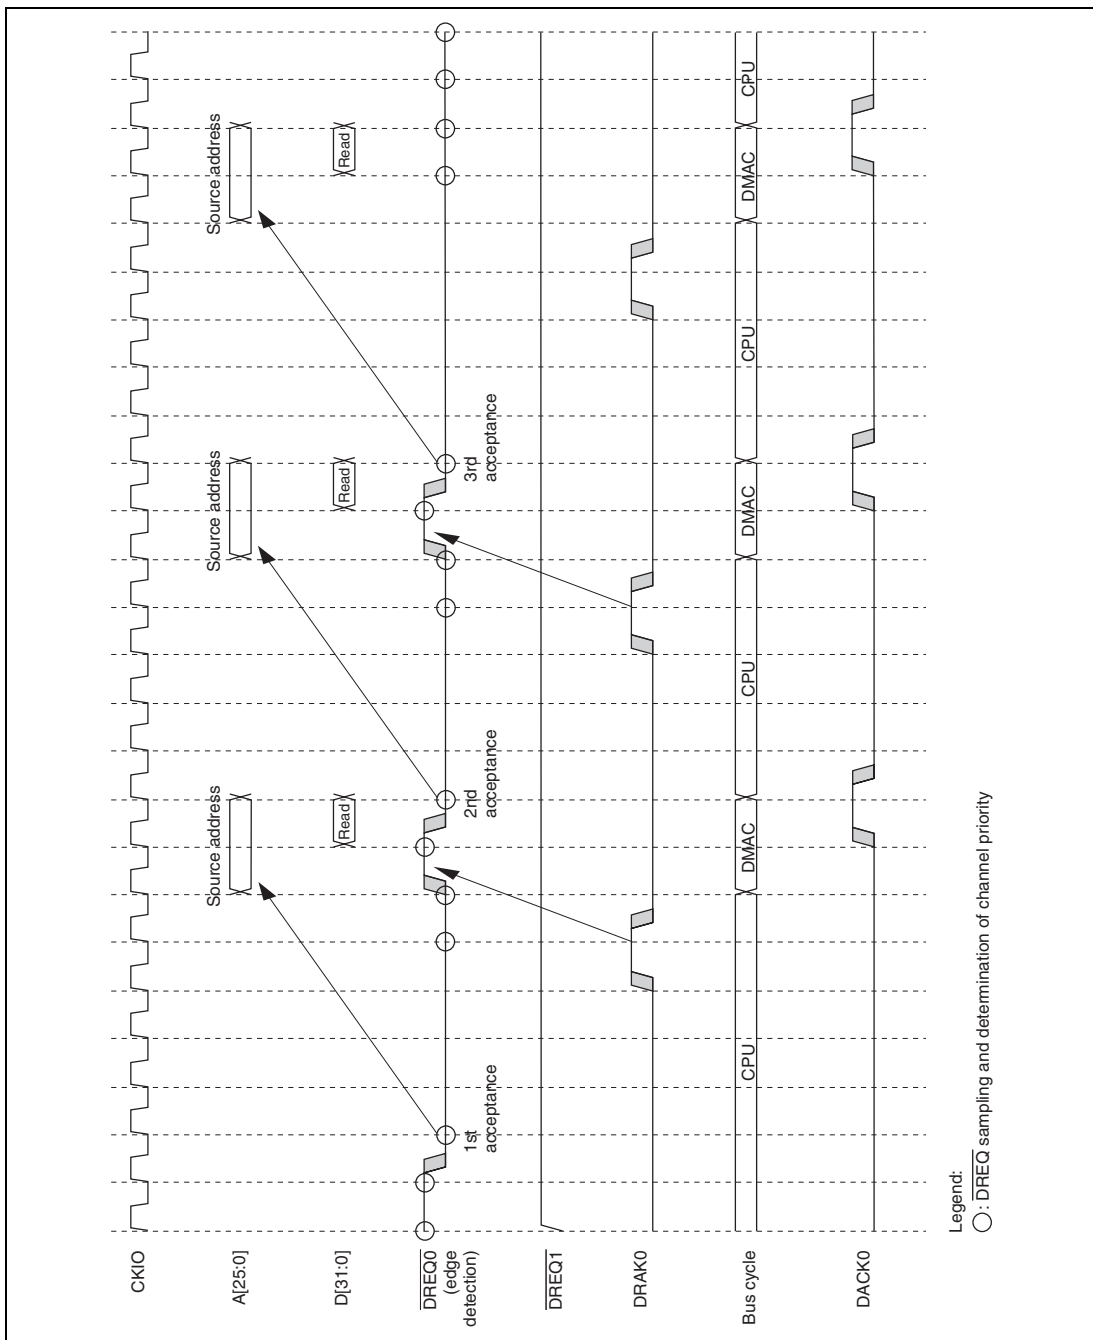 CKIO
A[25:0]
Source address
Source address
Source address
D[31:0]
Read
Read
Read
DREQ0
(edge
detection)
1st
acceptance
2nd
acceptance
3rd
acceptance
DREQ1
DRAK0
Bus cycle
CPU
DMAC
CPU
DMAC
CPU
DMAC
CPU
DACK0
Legend:
: DREQ sampling and determination of channel priority